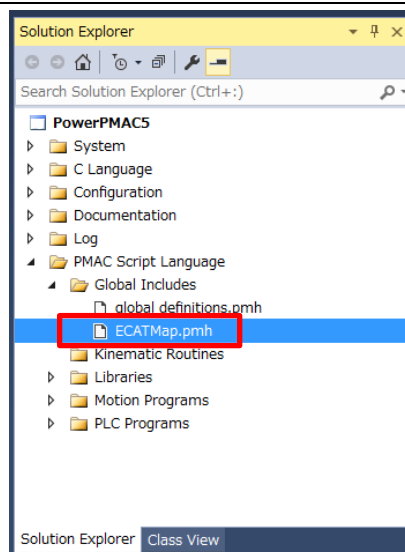 Solution Explorer
Search Solution Explorer (Ctrl+:)
PowerPMAC5
System
C Language
Configuration
Documentation
Log
PMAC Script Language
Global Includes
global definitions.pmh
ECATMap.pmh
Kinematic Routines
Libraries
Motion Programs
PLC Programs
Solution Explorer Class View